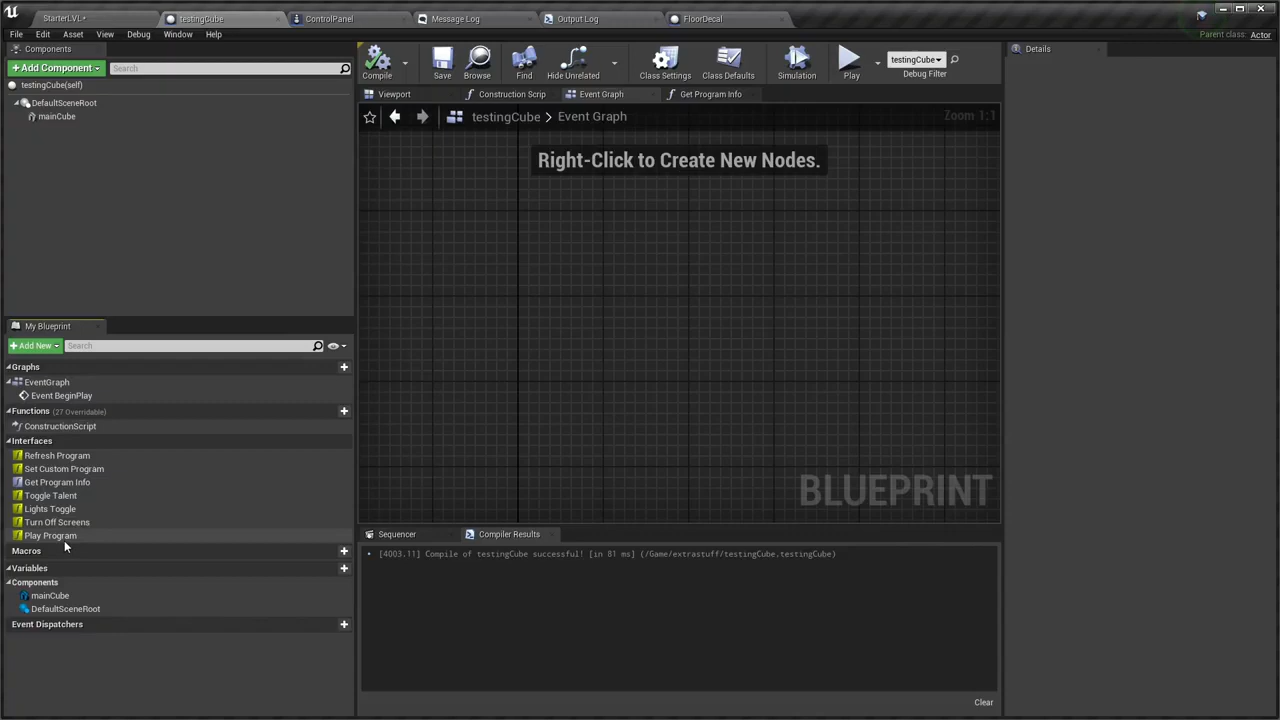 StarterLVL•
testingCube
ControlPanel
Message Log
Output Log
FloorDecal
File Edit Asset View Debug Window Help
Parent class: Actor
Components
+Add Component
Search
testingCube(self)
DefaultSceneRoot
mainCube
Compile
Save
Browse
Find
Hide Unrelated
Class Settings
Class Defaults
Simulation
Play
testingCube
Debug Filter
Details
Viewport
Construction Scrip
Event Graph
Get Program Info
testingCube > Event Graph
Zoom 1:1
Right-Click to Create New Nodes.
BLUEPRINT
My Blueprint
+Add New
Search
Graphs
EventGraph
Event BeginPlay
Functions (27 Overridable)
ConstructionScript
Interfaces
Refresh Program
Set Custom Program
Get Program Info
Toggle Talent
Lights Toggle
Turn Off Screens
Play Program
Macros
Variables
Components
mainCube
DefaultSceneRoot
Event Dispatchers
Sequencer
Compiler Results
• [4003.11] Compile of testingCube successful! [in 81 ms] (/Game/extrastuff/testingCube.testingCube)
Clear